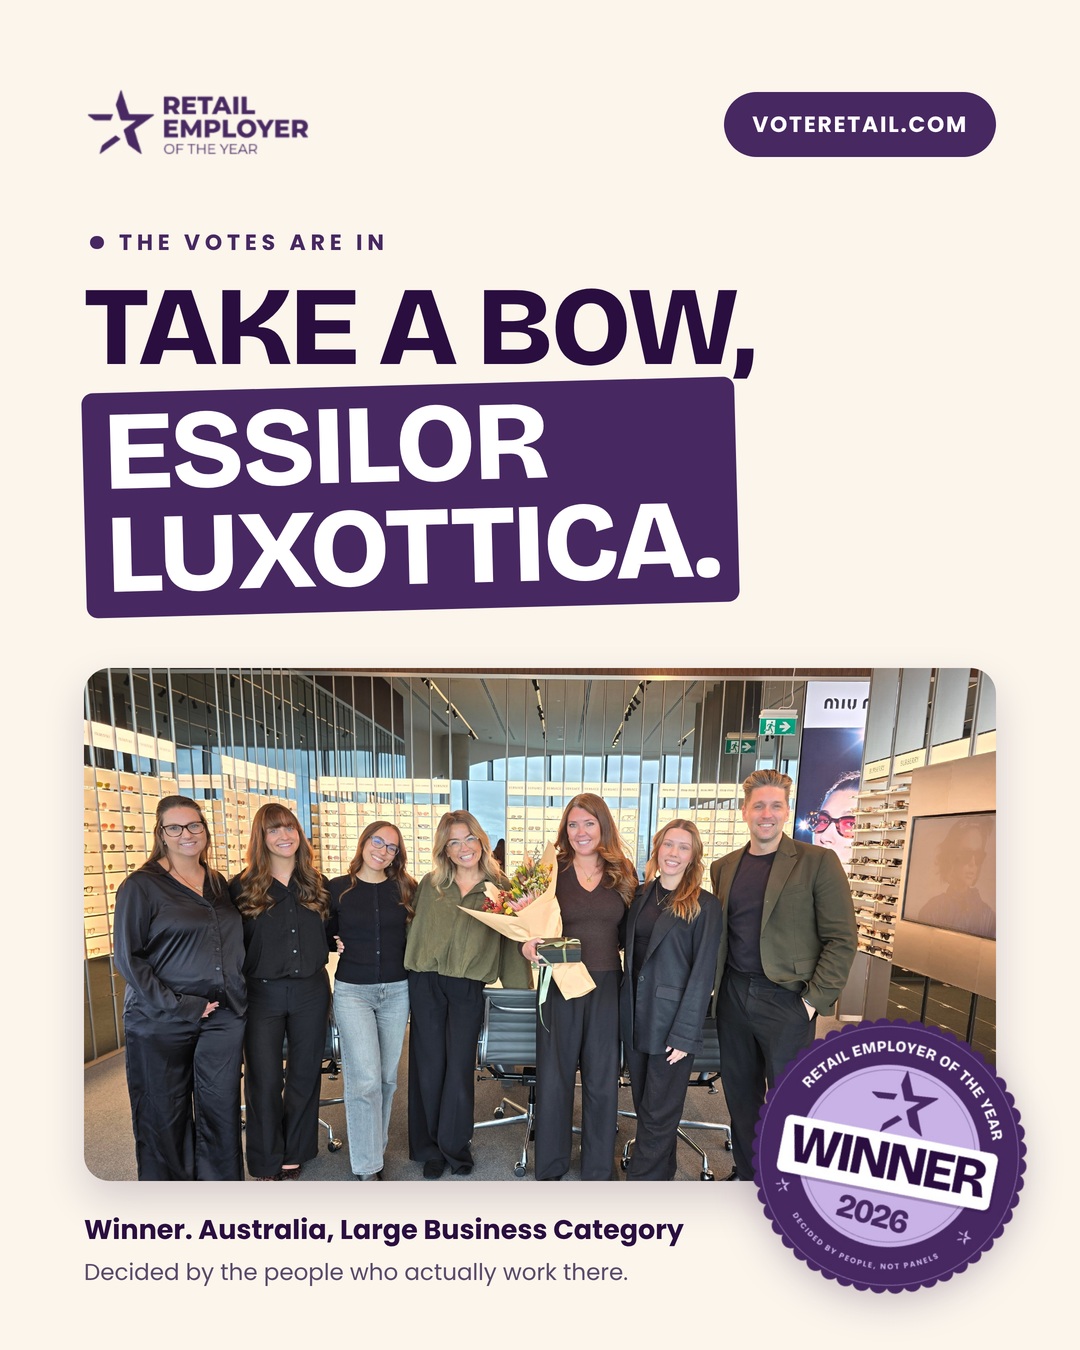 RETAIL
EMPLOYER
OF THE YEAR
VOTERETAIL.COM
THE VOTES ARE IN
TAKE A BOW,
ESSILOR
LUXOTTICA.
miu
RETAIL EMPLOYER OF THE YEAR
WINNER
2026
DECIDED BY PEOPLE, NOT PANELS
Winner. Australia, Large Business Category
Decided by the people who actually work there.